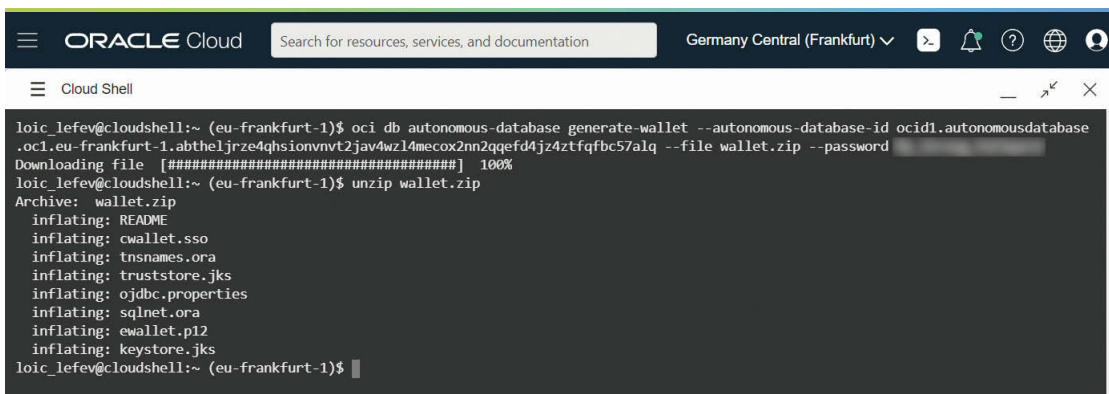 ORACLE Cloud
Search for resources, services, and documentation
Germany Central (Frankfurt)
Cloud Shell
loic_lefev@cloudshell:~ (eu-frankfurt-1)$ oci db autonomous-database generate-wallet --autonomous-database-id ocid1.autonomousdatabase
.oc1.eu-frankfurt-1.abtheljrze4qhsionvnvt2jav4wzl4mecox2nn2qqefd4jz4ztfqfbc57alq --file wallet.zip --password
Downloading file [####################################] 100%
loic_lefev@cloudshell:~ (eu-frankfurt-1)$ unzip wallet.zip
Archive: wallet.zip
inflating: README
inflating: cwallet.sso
inflating: tnsnames.ora
inflating: truststore.jks
inflating: ojdbc.properties
inflating: sqlnet.ora
inflating: ewallet.p12
inflating: keystore.jks
loic_lefev@cloudshell:~ (eu-frankfurt-1)$